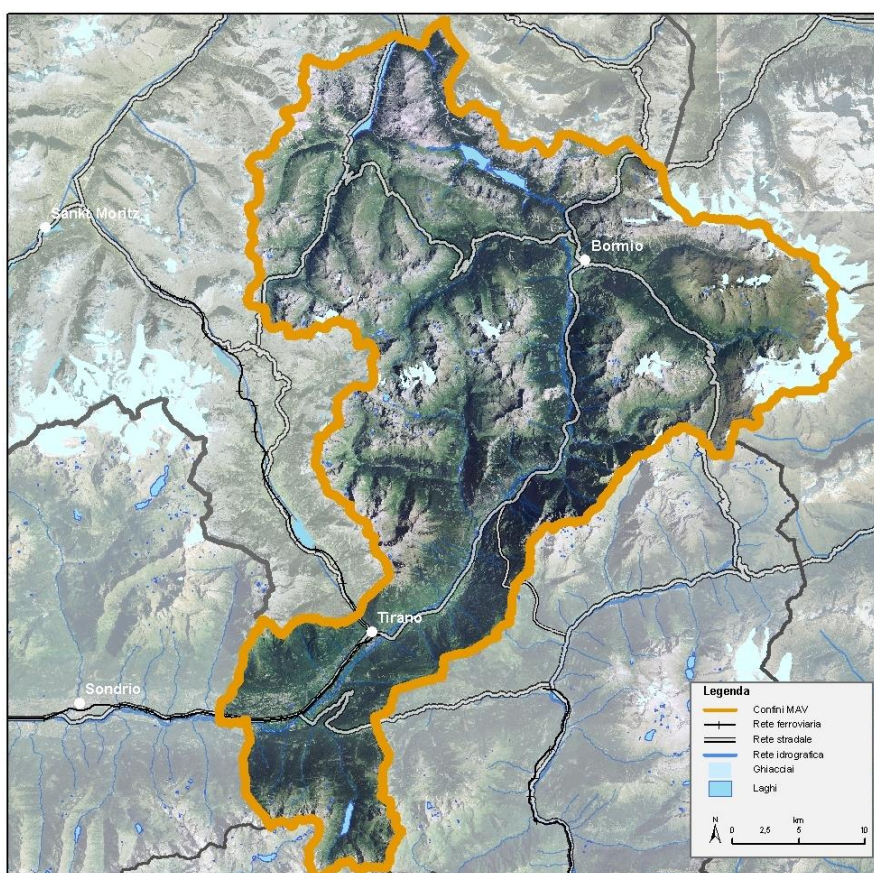 Sankt Moritz
Bormio
Tirano
Sondrio
Legenda
Confini MAV
Rete ferroviaria
Rete stradale
Rete idrografica
Ghiacciai
Laghi
N
km
0 2,5 5 10